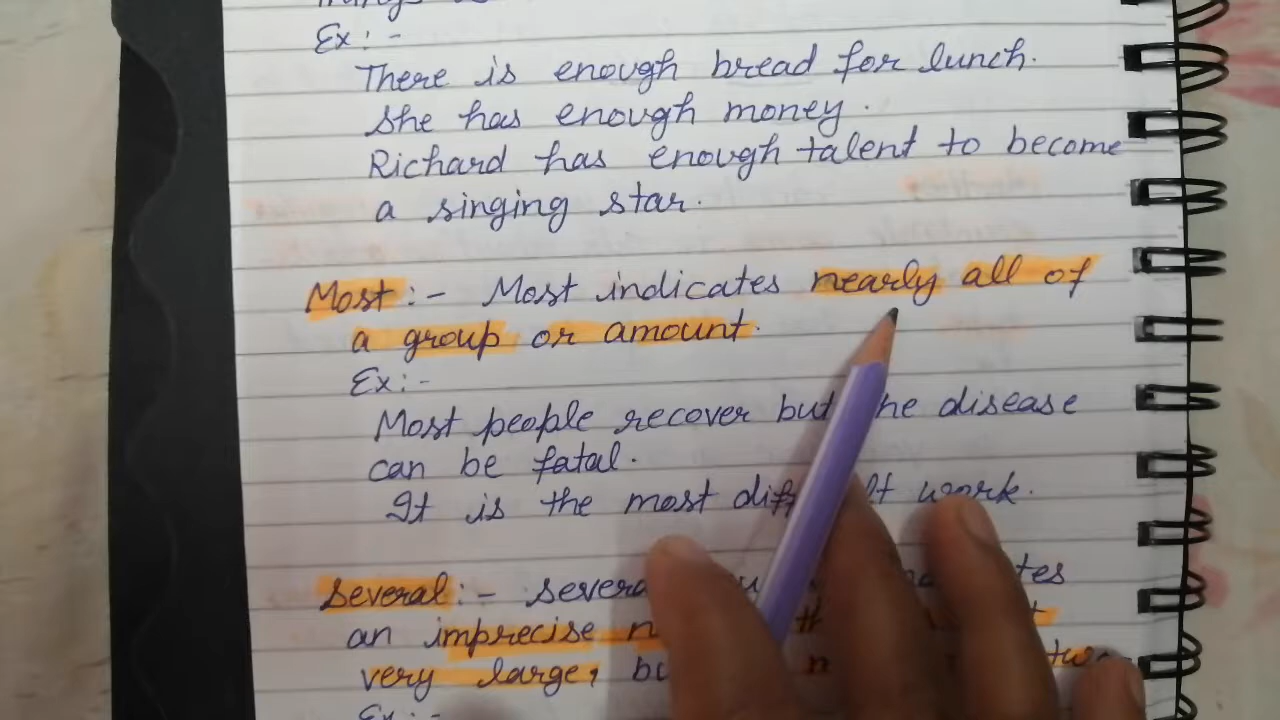 Ex:-
There is enough bread for lunch.
She has enough money.
Richard has enough talent to become
a singing star.
Most:- Most indicates nearly all of
a group or amount.
Ex:-
Most people recover but the disease
can be fatal.
It is the most work.
Several:-
an imprecise
very large,
Ex:-